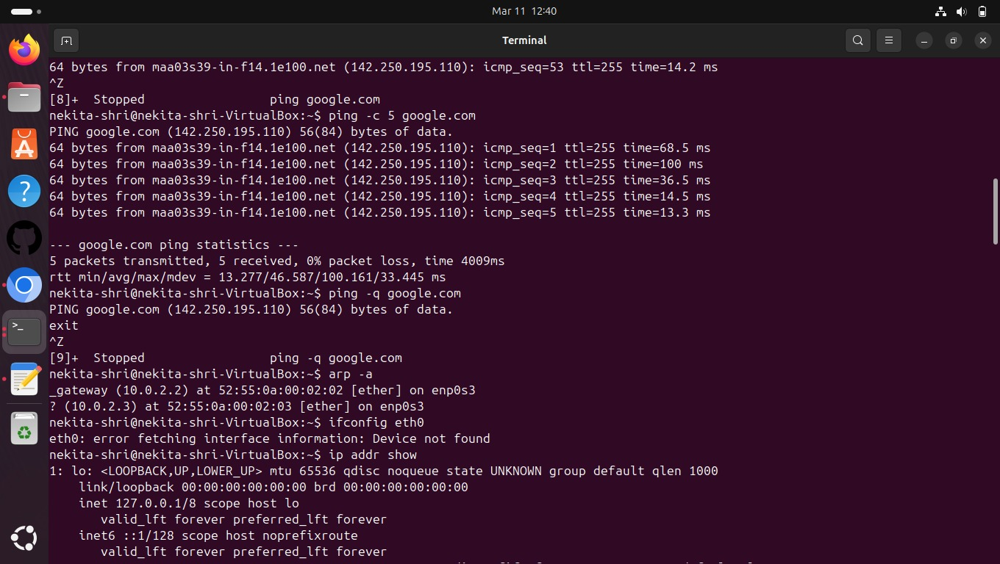 Mar 11 12:40
Terminal
64 bytes from maa03s39-in-f14.1e100.net (142.250.195.110): icmp_seq=53 ttl=255 time=14.2 ms
^Z
[8]+  Stopped                 ping google.com
nekita-shri@nekita-shri-VirtualBox:~$ ping -c 5 google.com
PING google.com (142.250.195.110) 56(84) bytes of data.
64 bytes from maa03s39-in-f14.1e100.net (142.250.195.110): icmp_seq=1 ttl=255 time=68.5 ms
64 bytes from maa03s39-in-f14.1e100.net (142.250.195.110): icmp_seq=2 ttl=255 time=100 ms
64 bytes from maa03s39-in-f14.1e100.net (142.250.195.110): icmp_seq=3 ttl=255 time=36.5 ms
64 bytes from maa03s39-in-f14.1e100.net (142.250.195.110): icmp_seq=4 ttl=255 time=14.5 ms
64 bytes from maa03s39-in-f14.1e100.net (142.250.195.110): icmp_seq=5 ttl=255 time=13.3 ms
--- google.com ping statistics ---
5 packets transmitted, 5 received, 0% packet loss, time 4009ms
rtt min/avg/max/mdev = 13.277/46.587/100.161/33.445 ms
nekita-shri@nekita-shri-VirtualBox:~$ ping -q google.com
PING google.com (142.250.195.110) 56(84) bytes of data.
exit
^Z
[9]+  Stopped                 ping -q google.com
nekita-shri@nekita-shri-VirtualBox:~$ arp -a
_gateway (10.0.2.2) at 52:55:0a:00:02:02 [ether] on enp0s3
? (10.0.2.3) at 52:55:0a:00:02:03 [ether] on enp0s3
nekita-shri@nekita-shri-VirtualBox:~$ ifconfig eth0
eth0: error fetching interface information: Device not found
nekita-shri@nekita-shri-VirtualBox:~$ ip addr show
1: lo: <LOOPBACK,UP,LOWER_UP> mtu 65536 qdisc noqueue state UNKNOWN group default qlen 1000
    link/loopback 00:00:00:00:00:00 brd 00:00:00:00:00:00
    inet 127.0.0.1/8 scope host lo
       valid_lft forever preferred_lft forever
    inet6 ::1/128 scope host noprefixroute
       valid_lft forever preferred_lft forever